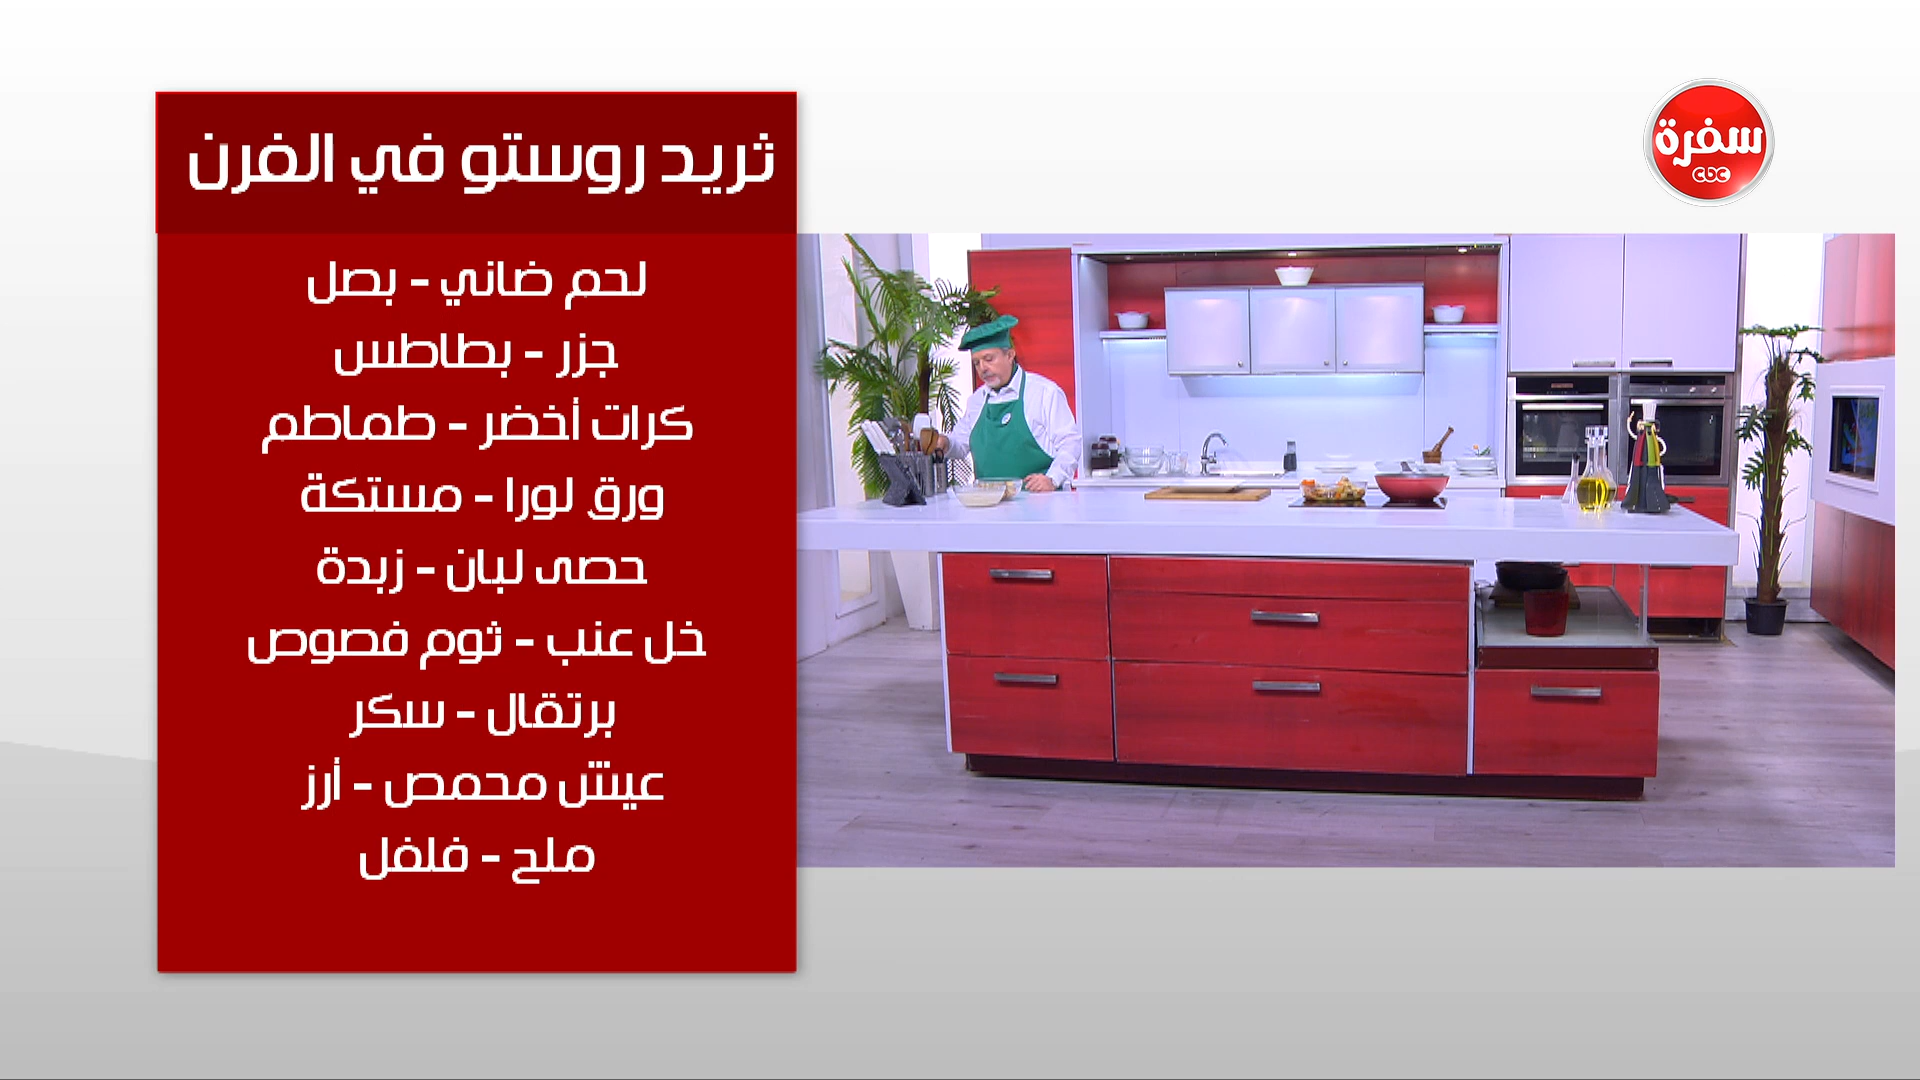 ثريد روستو في الفرن
لحم ضاني - بصل
جزر - بطاطس
كرات أخضر - طماطم
ورق لورا - مستكة
حصى لبان - زبدة
خل عنب - ثوم فصوص
برتقال - سكر
عيش محمص - أرز
ملح - فلفل
سفرة
cbc